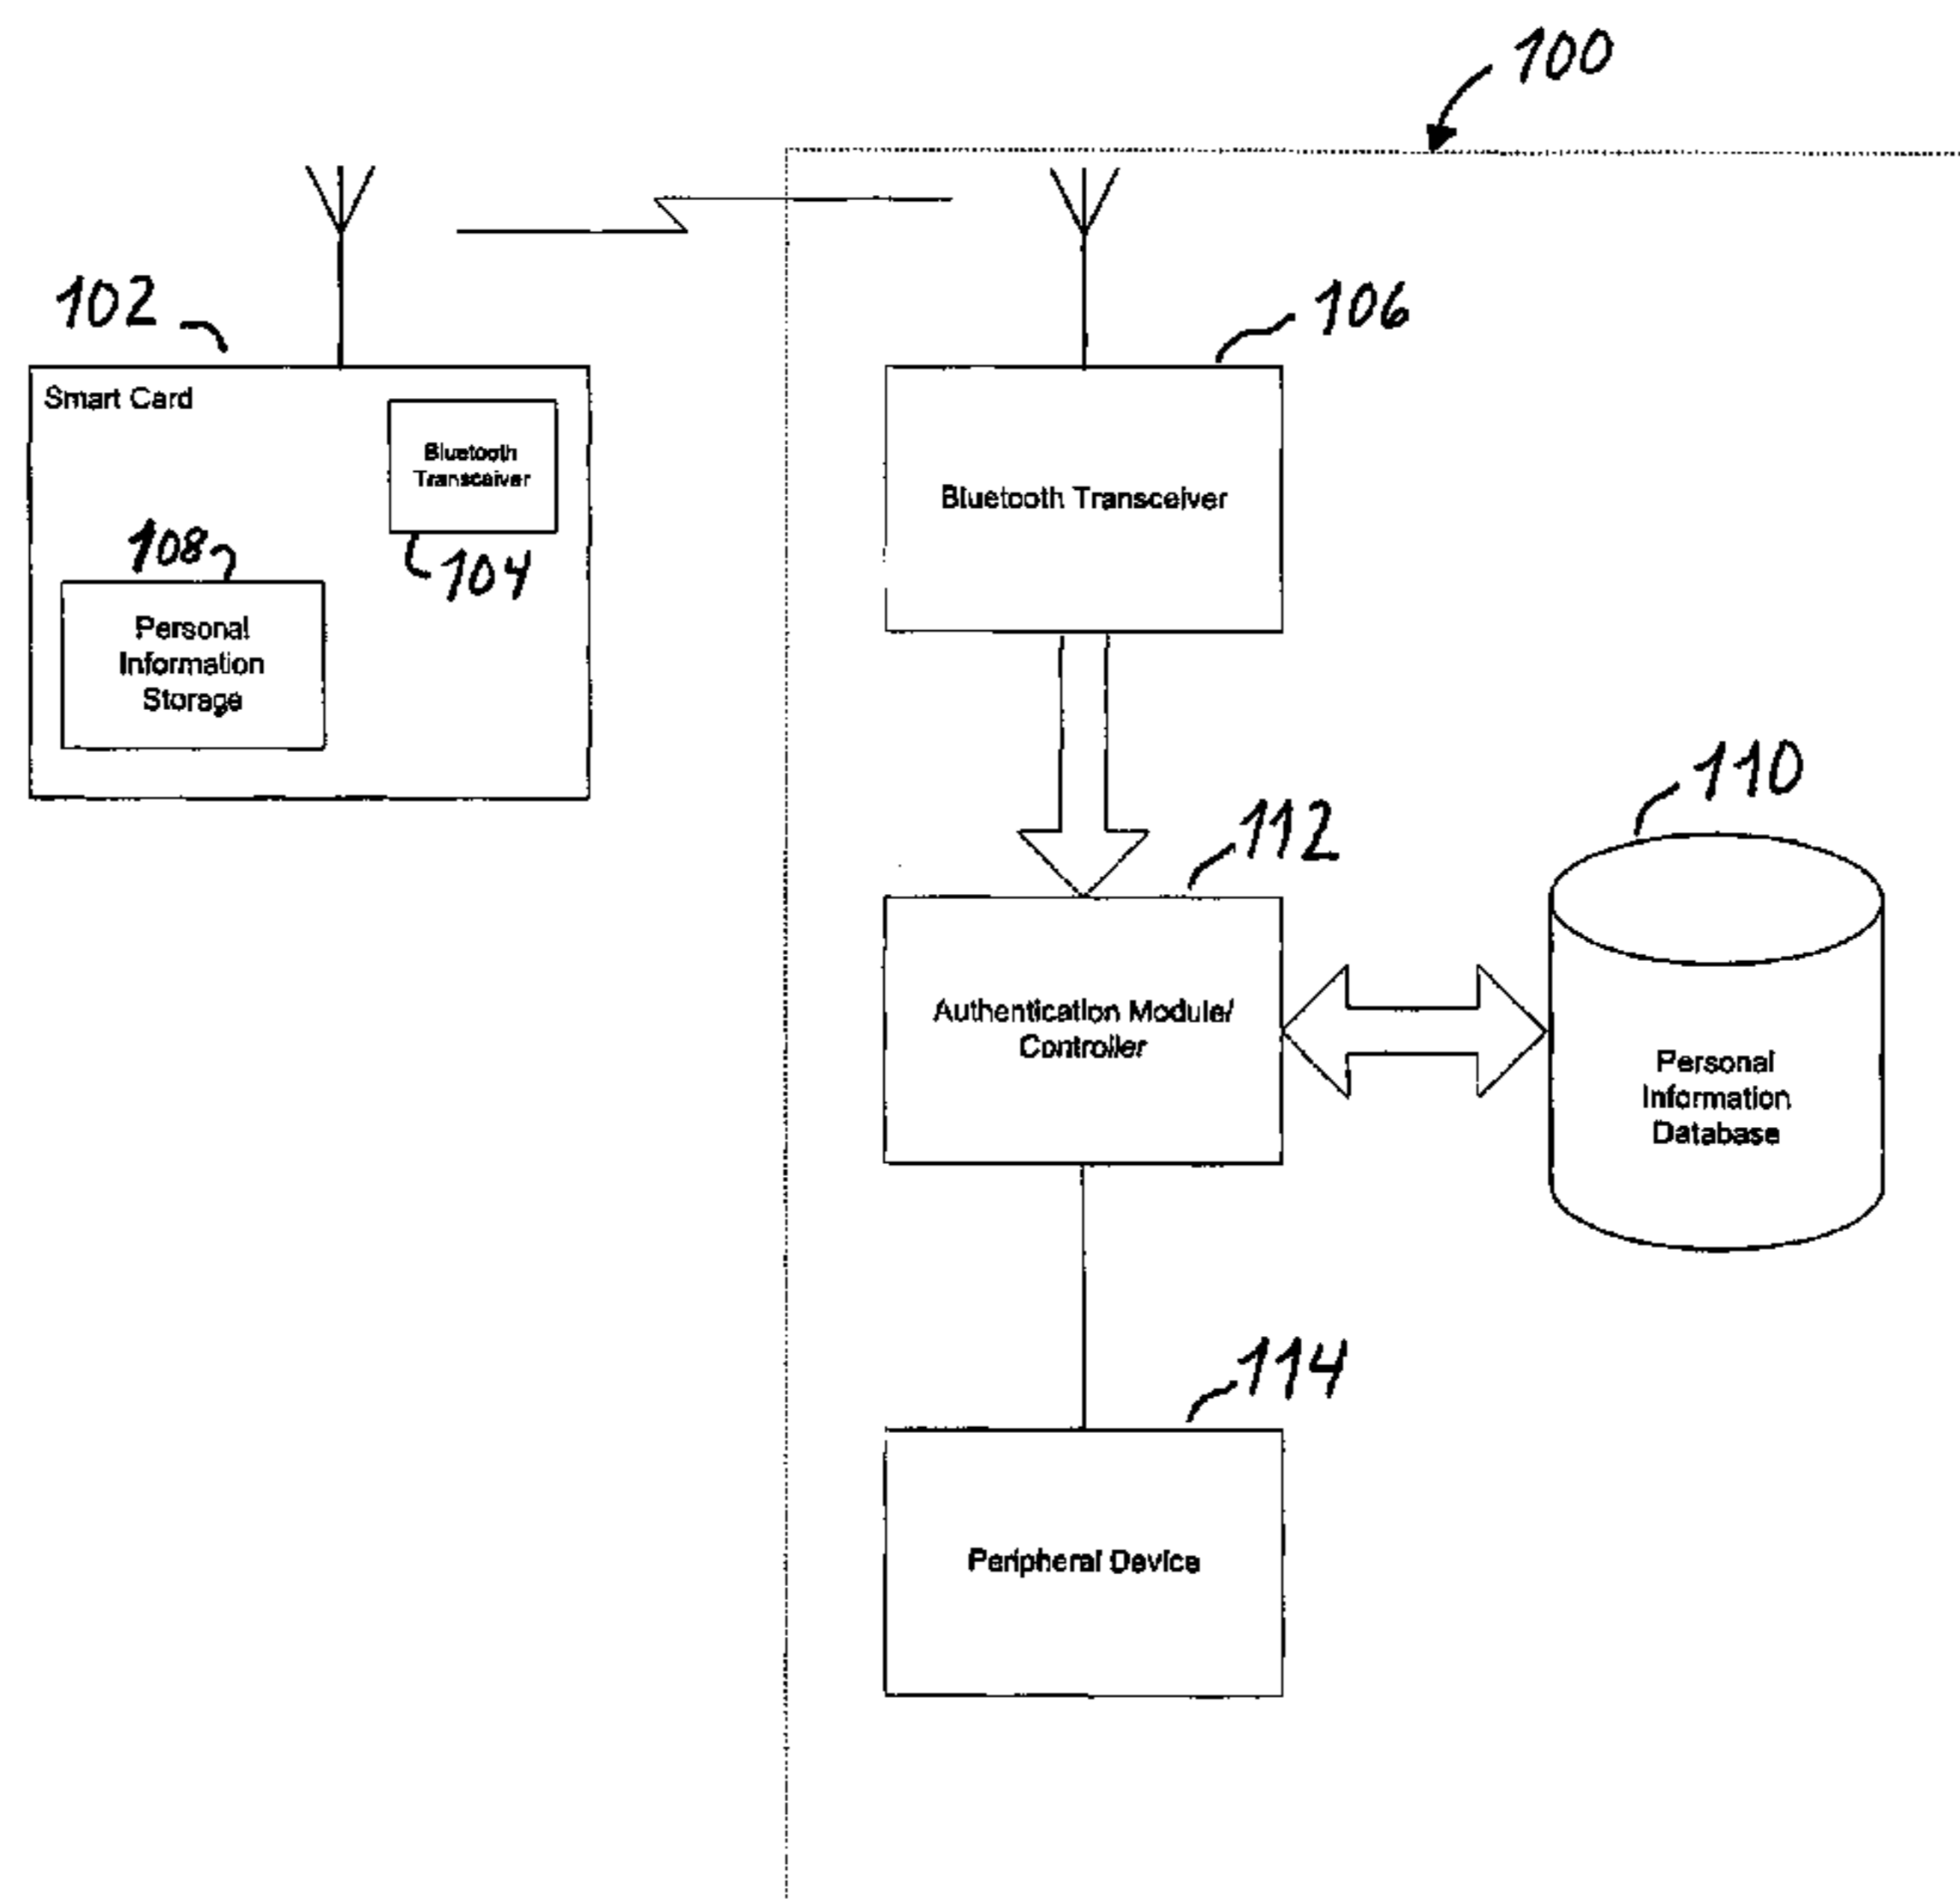 100
102
106
Smart Card
Bluetooth
Transceiver
104
108
Personal
Information
Storage
Bluetooth Transceiver
110
112
Authentication Module/
Controller
Personal
Information
Database
114
Peripheral Device